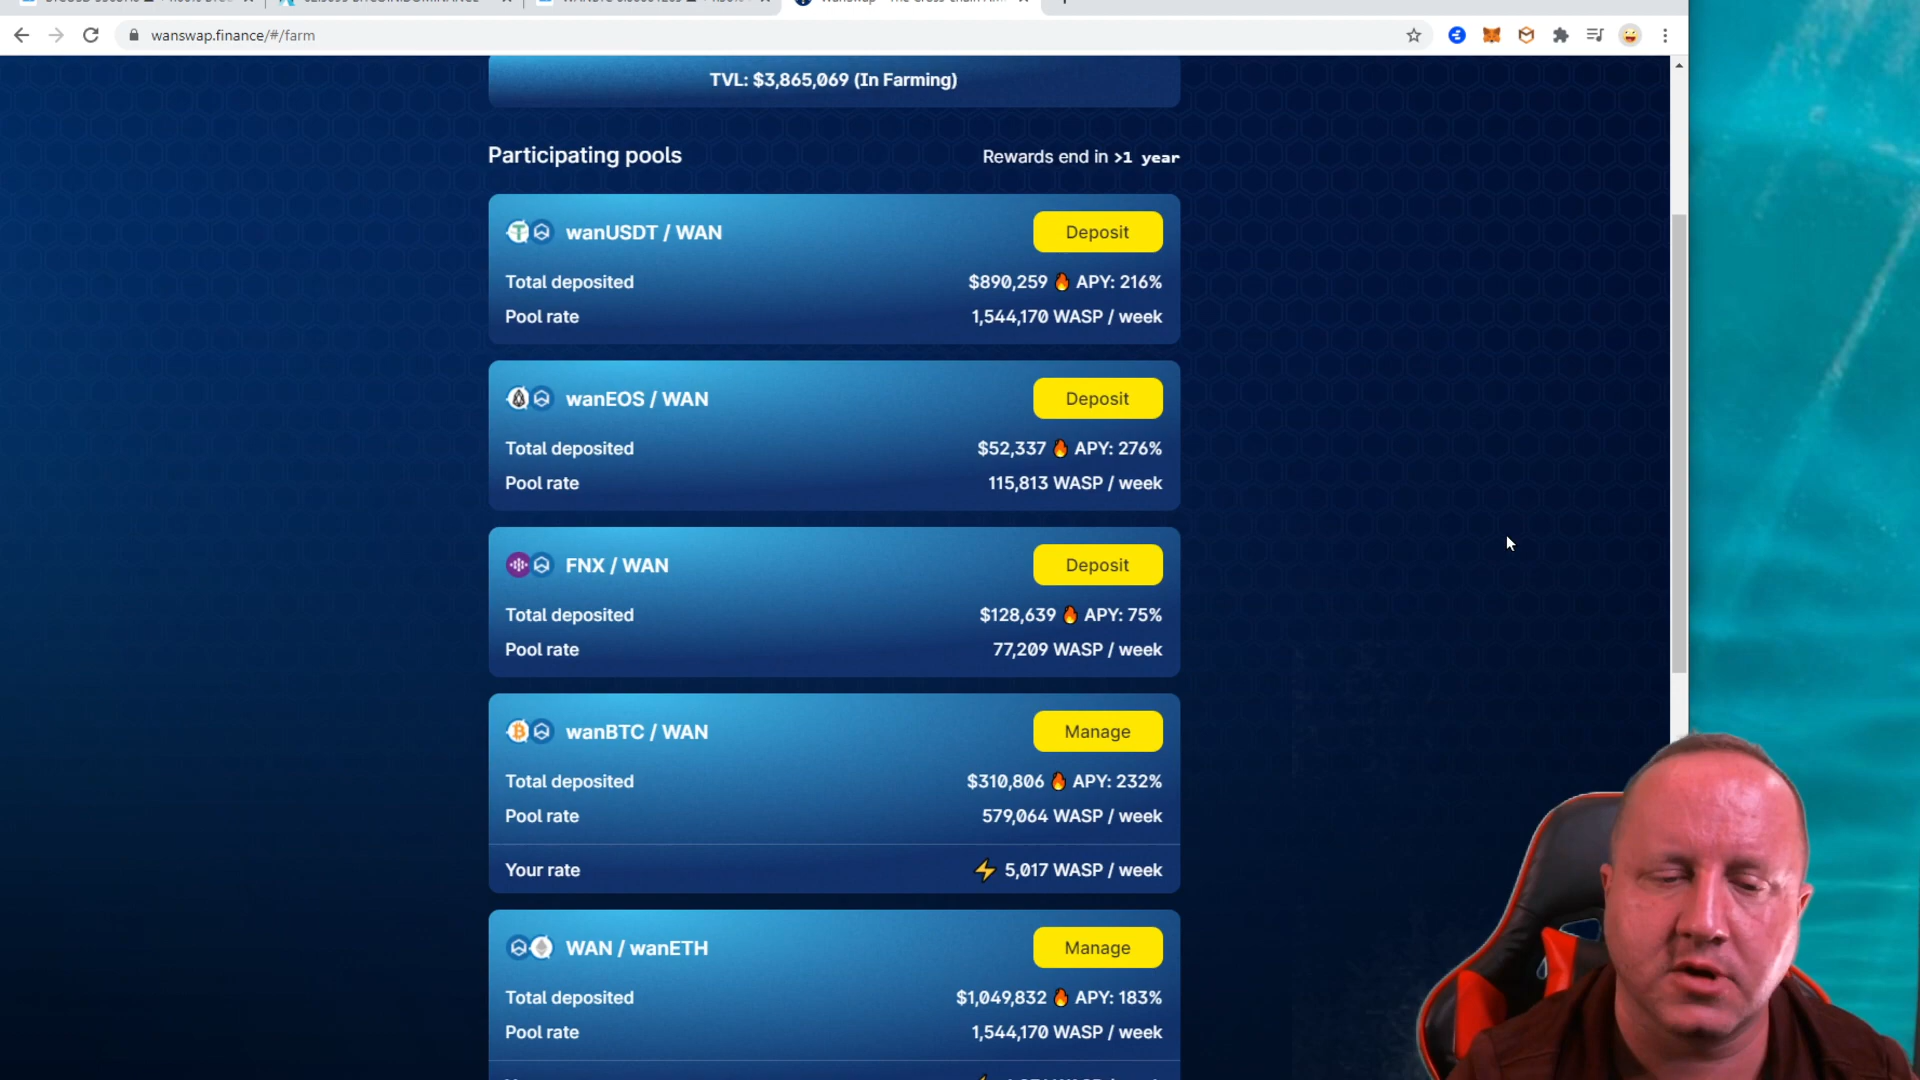 wanswap.finance/#/farm
TVL: $3,865,069 (In Farming)
Participating pools
Rewards end in >1 year
wanUSDT / WAN
Deposit
Total deposited
$890,259 🔥 APY: 216%
Pool rate
1,544,170 WASP / week
wanEOS / WAN
Deposit
Total deposited
$52,337 🔥 APY: 276%
Pool rate
115,813 WASP / week
FNX / WAN
Deposit
Total deposited
$128,639 🔥 APY: 75%
Pool rate
77,209 WASP / week
wanBTC / WAN
Manage
Total deposited
$310,806 🔥 APY: 232%
Pool rate
579,064 WASP / week
Your rate
⚡ 5,017 WASP / week
WAN / wanETH
Manage
Total deposited
$1,049,832 🔥 APY: 183%
Pool rate
1,544,170 WASP / week